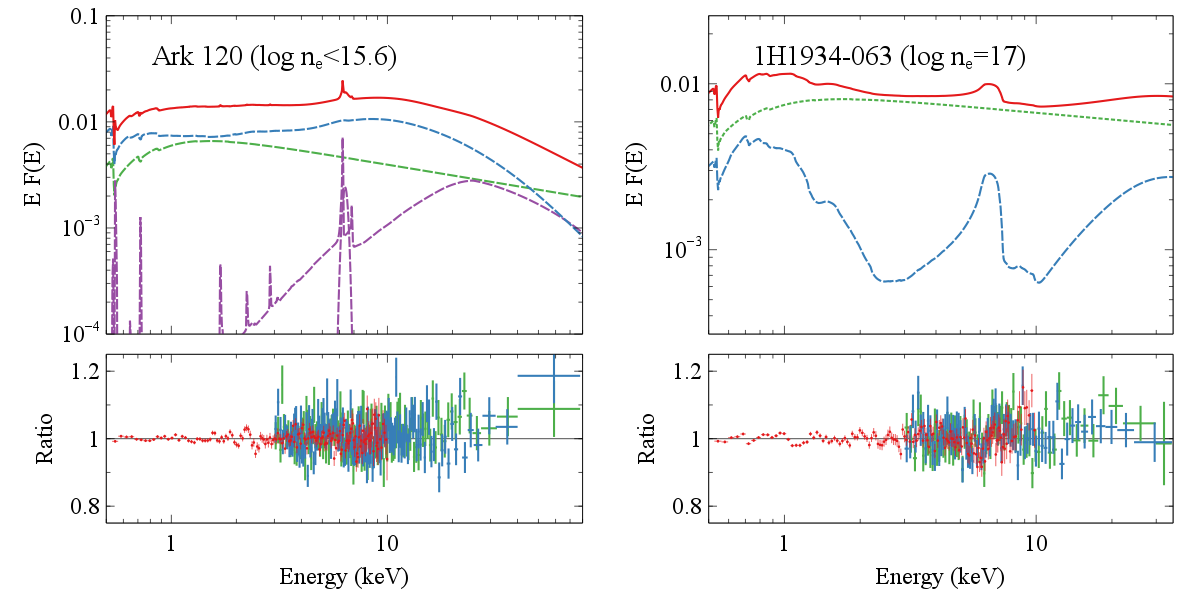 Ark 120 (log nₑ<15.6)
E F(E)
0.1
0.01
10⁻³
10⁻⁴
Ratio
1.2
1
0.8
1 10
Energy (keV)
1H1934-063 (log nₑ=17)
E F(E)
0.01
10⁻³
Ratio
1.2
1
0.8
1 10
Energy (keV)